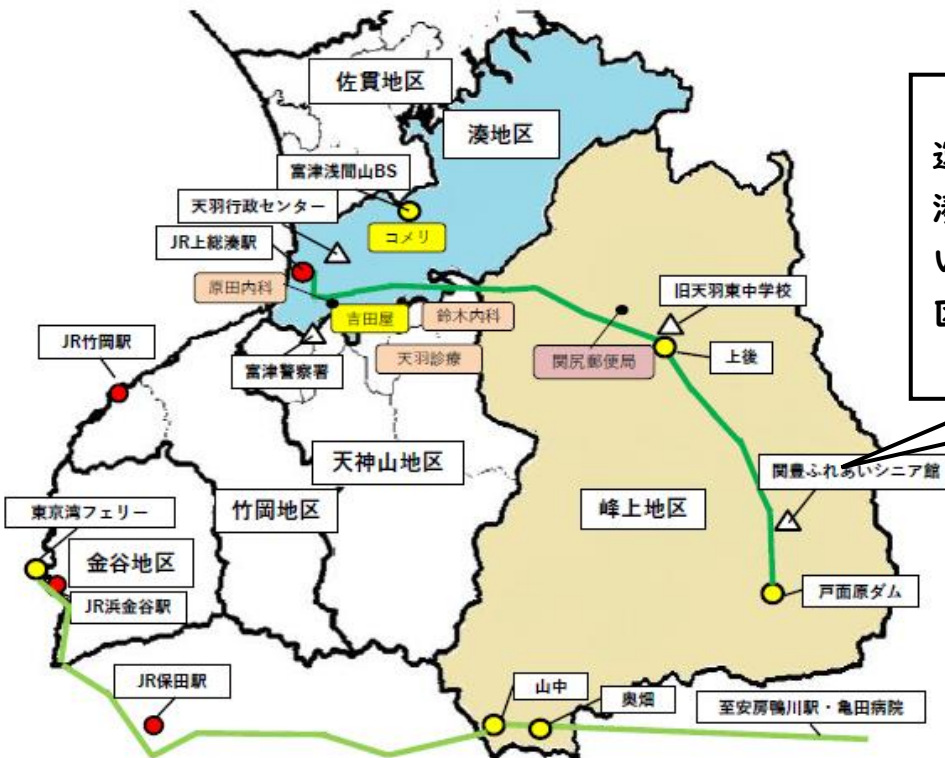 佐貫地区
湊地区
富津浅間山BS
天羽行政センター
コメリ
JR上総湊駅
原田内科
吉田屋
鈴木内科
旧天羽東中学校
JR竹岡駅
富津警察署
天羽診療
関尻郵便局
上後
天神山地区
関豊ふれあいシニア館
竹岡地区
峰上地区
東京湾フェリー
金谷地区
JR浜金谷駅
戸面原ダム
JR保田駅
山中
奥畑
至安房鴨川駅・亀田病院